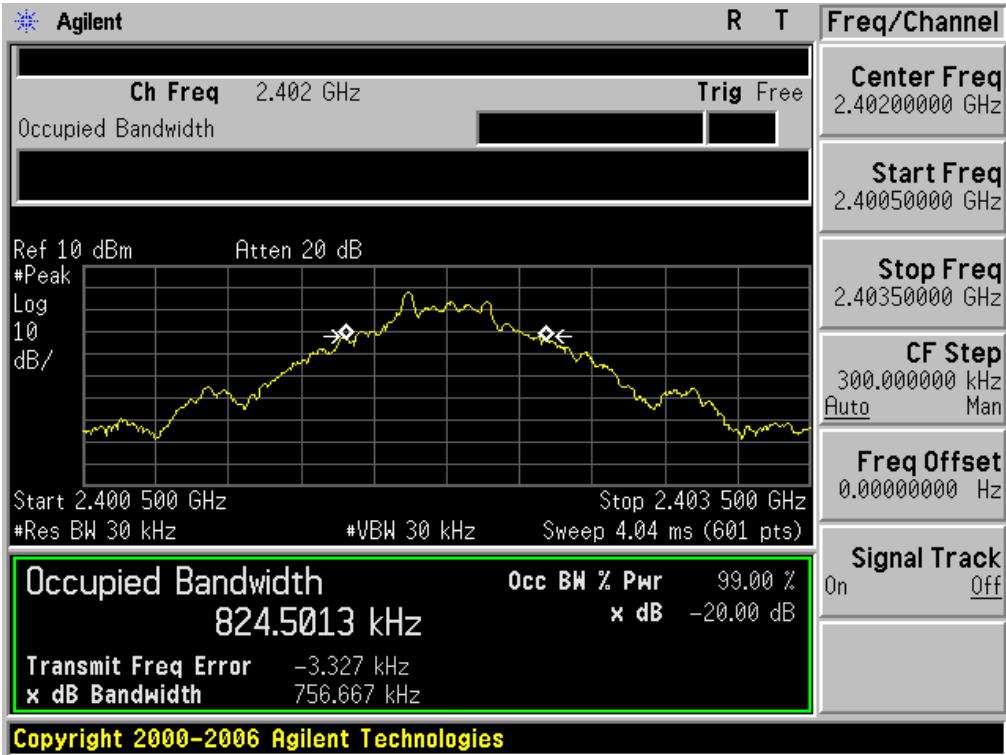 Agilent R T Freq/Channel
Ch Freq 2.402 GHz Trig Free
Occupied Bandwidth
Center Freq
2.40200000 GHz
Start Freq
2.40050000 GHz
Ref 10 dBm Atten 20 dB
#Peak
Log
10
dB/
Stop Freq
2.40350000 GHz
CF Step
300.000000 kHz
Auto Man
Freq Offset
0.00000000 Hz
Start 2.400 500 GHz Stop 2.403 500 GHz
#Res BW 30 kHz #VBW 30 kHz Sweep 4.04 ms (601 pts)
Signal Track
On Off
Occupied Bandwidth Occ BW % Pwr 99.00 %
824.5013 kHz x dB -20.00 dB
Transmit Freq Error -3.327 kHz
x dB Bandwidth 756.667 kHz
Copyright 2000-2006 Agilent Technologies